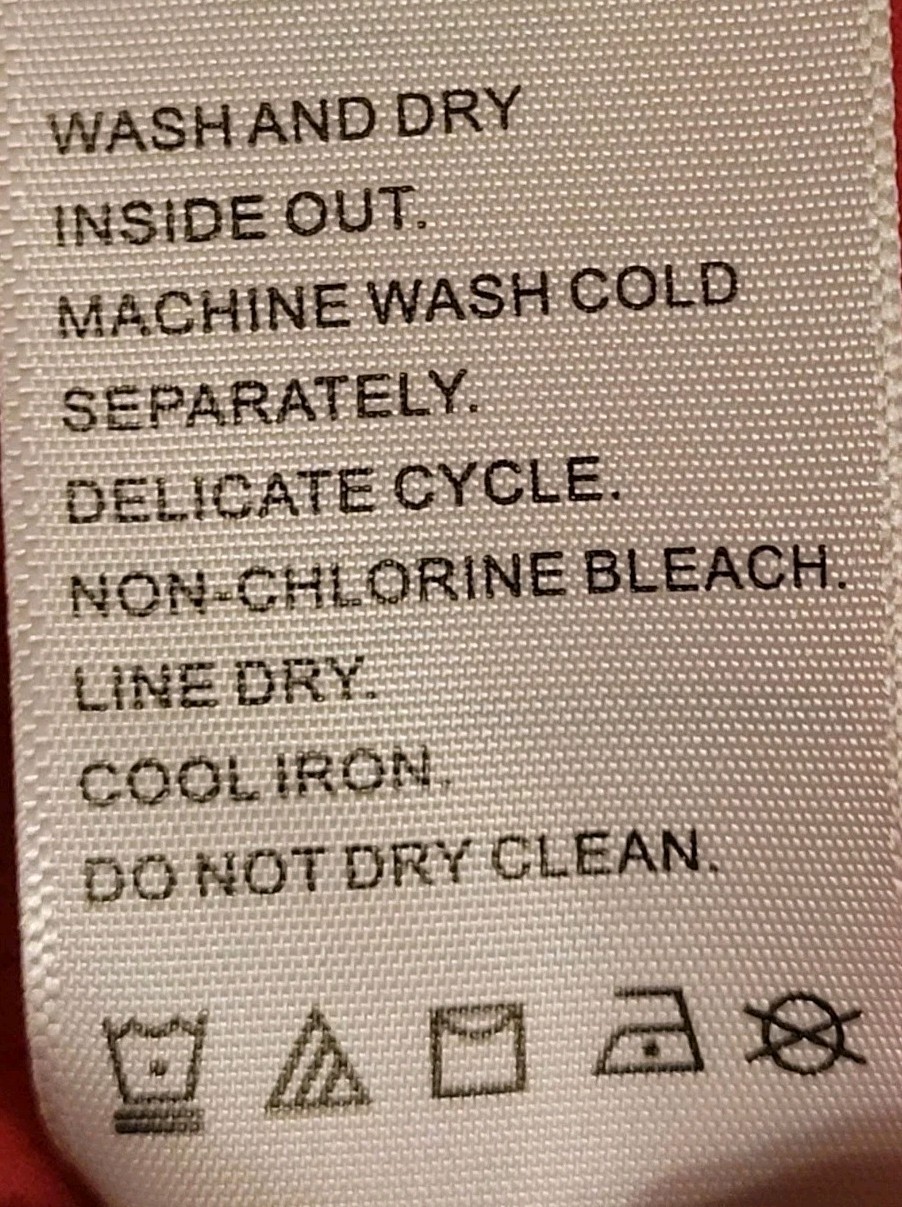 WASH AND DRY
INSIDE OUT.
MACHINE WASH COLD
SEPARATELY.
DELICATE CYCLE.
NON-CHLORINE BLEACH.
LINE DRY.
COOL IRON.
DO NOT DRY CLEAN.